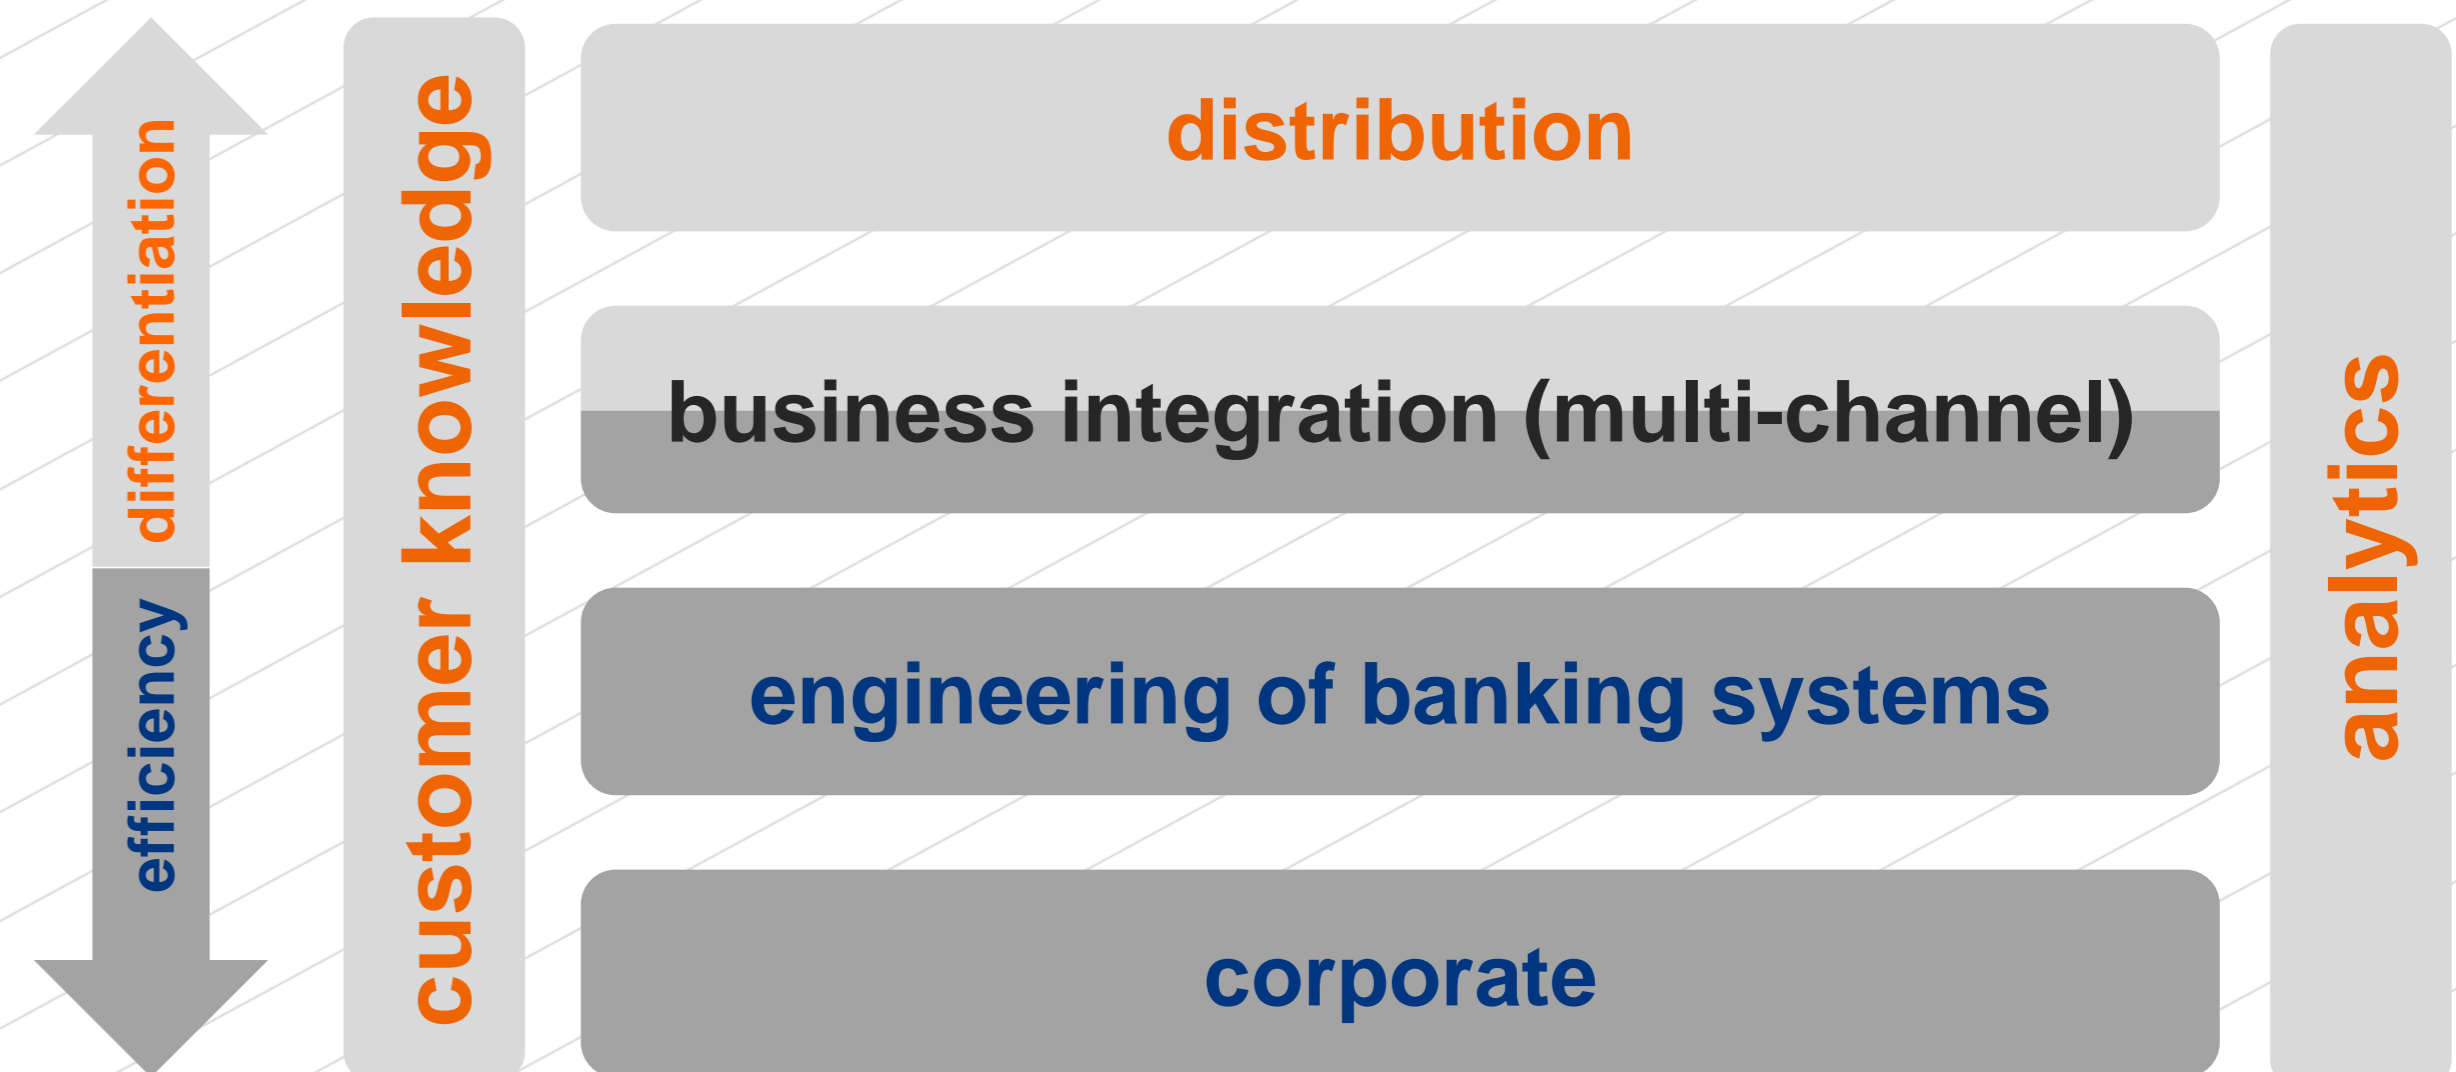 differentiation
efficiency
customer knowledge
distribution
business integration (multi-channel)
engineering of banking systems
corporate
analytics